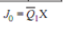 J₀ = Q̅₁X